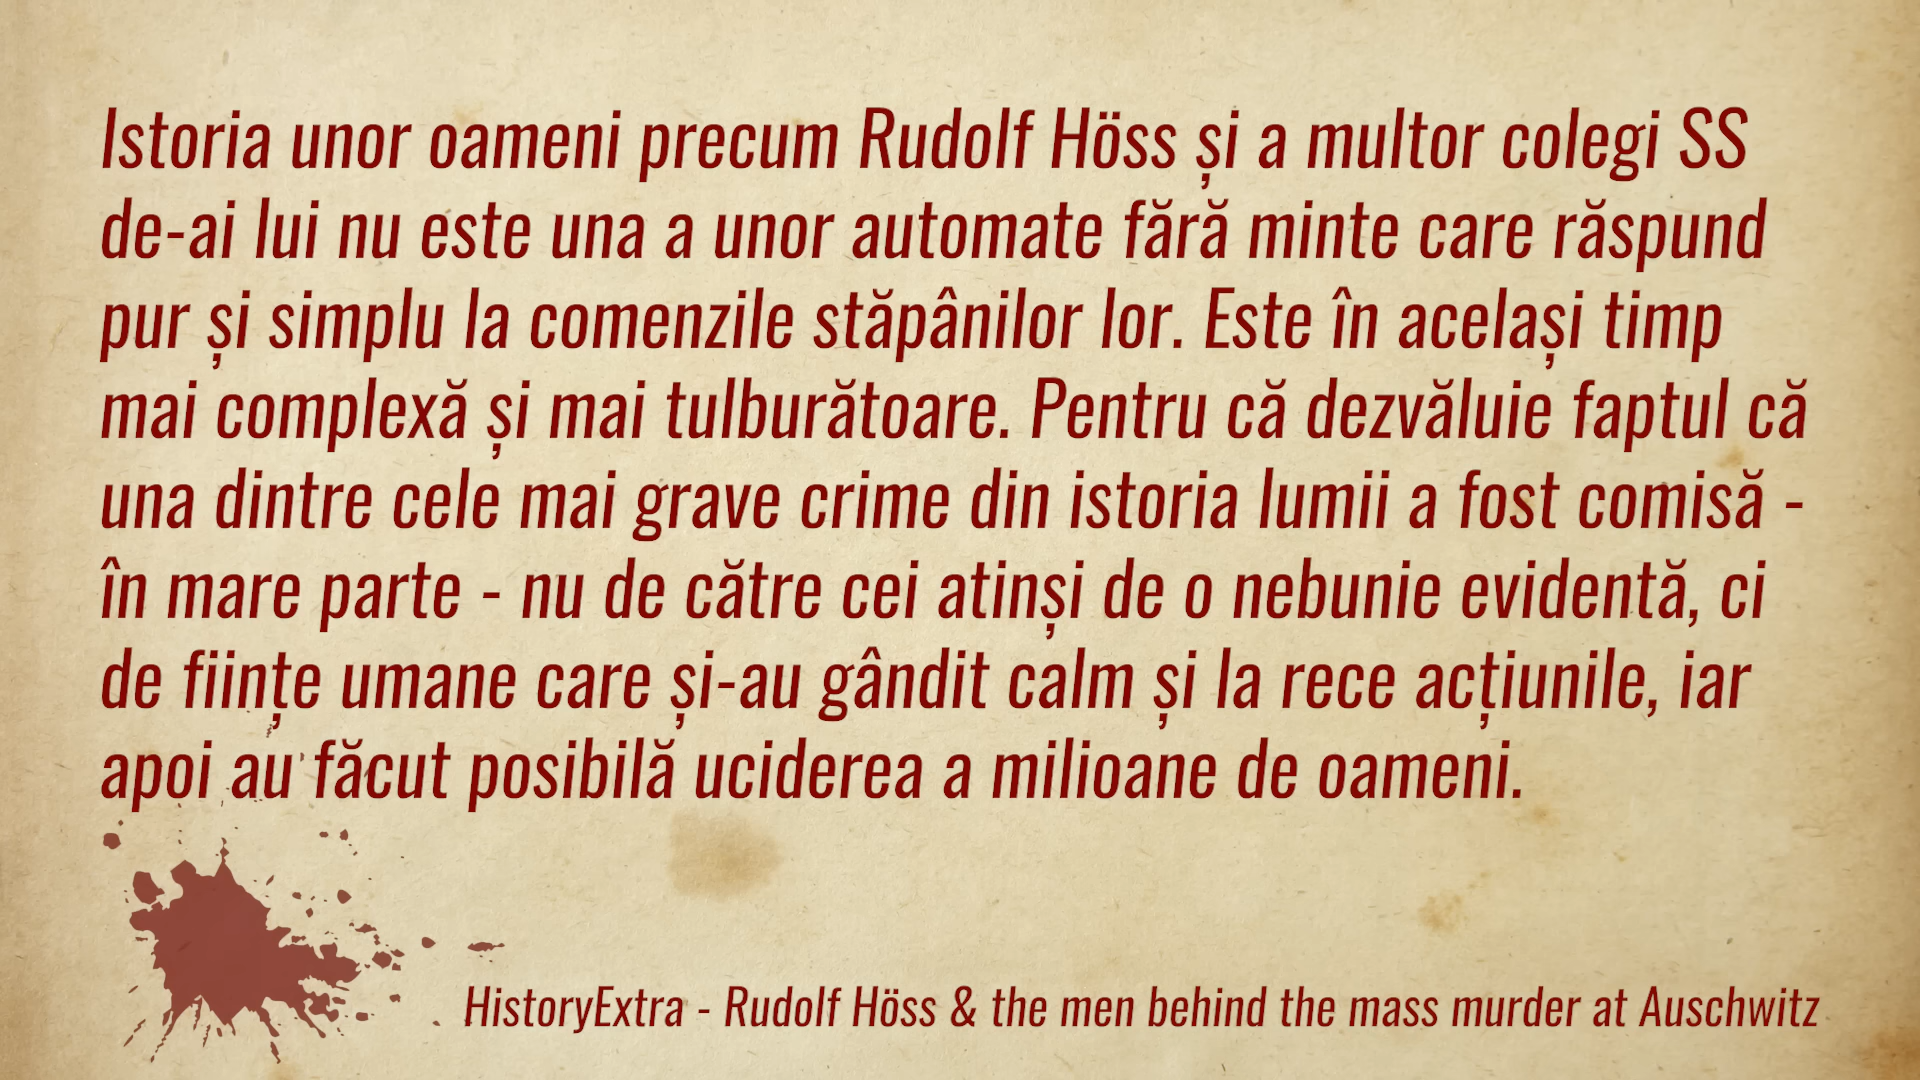 Istoria unor oameni precum Rudolf Höss și a multor colegi SS
de-ai lui nu este una a unor automate fără minte care răspund
pur și simplu la comenzile stăpânilor lor. Este în același timp
mai complexă și mai tulburătoare. Pentru că dezvăluie faptul că
una dintre cele mai grave crime din istoria lumii a fost comisă -
în mare parte - nu de către cei atinși de o nebunie evidentă, ci
de ființe umane care și-au gândit calm și la rece acțiunile, iar
apoi au făcut posibilă uciderea a milioane de oameni.
HistoryExtra - Rudolf Höss & the men behind the mass murder at Auschwitz